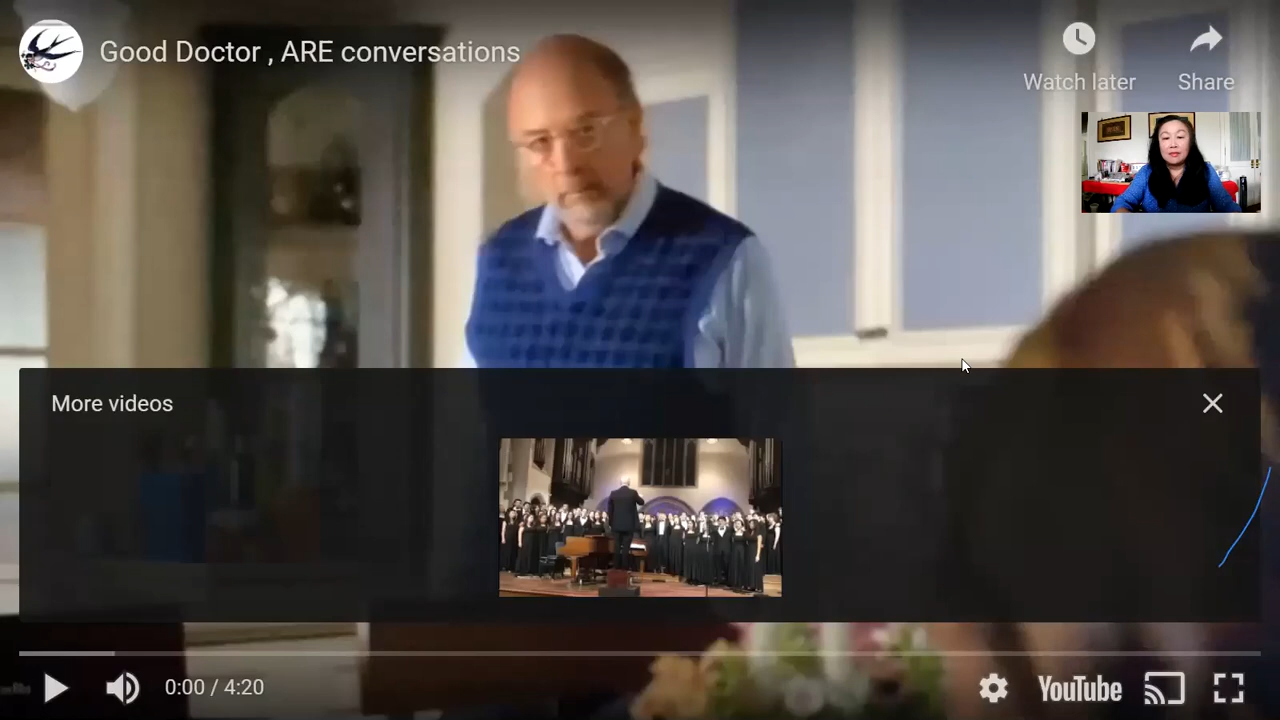 Good Doctor , ARE conversations
Watch later
Share
More videos
0:00 / 4:20
YouTube